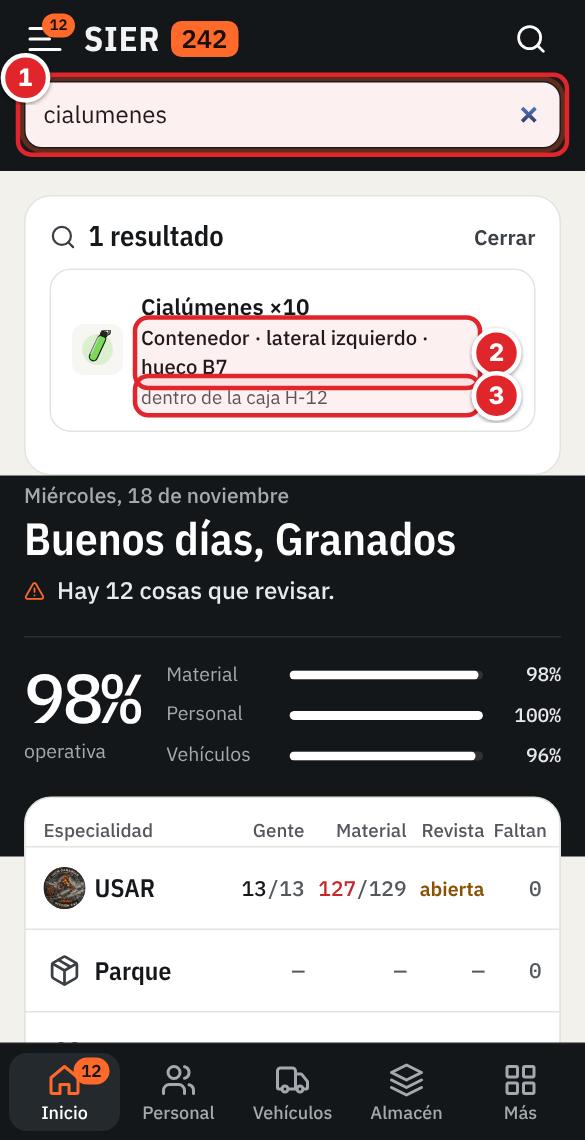 12
SIER 242
1
cialumenes
1 resultado
Cerrar
Cialúmenes ×10
Contenedor · lateral izquierdo ·
hueco B7
2
dentro de la caja H-12
3
Miércoles, 18 de noviembre
Buenos días, Granados
Hay 12 cosas que revisar.
98%
operativa
Material 98%
Personal 100%
Vehículos 96%
Especialidad Gente Material Revista Faltan
USAR 13/13 127/129 abierta 0
Parque — — — 0
12
Inicio Personal Vehículos Almacén Más